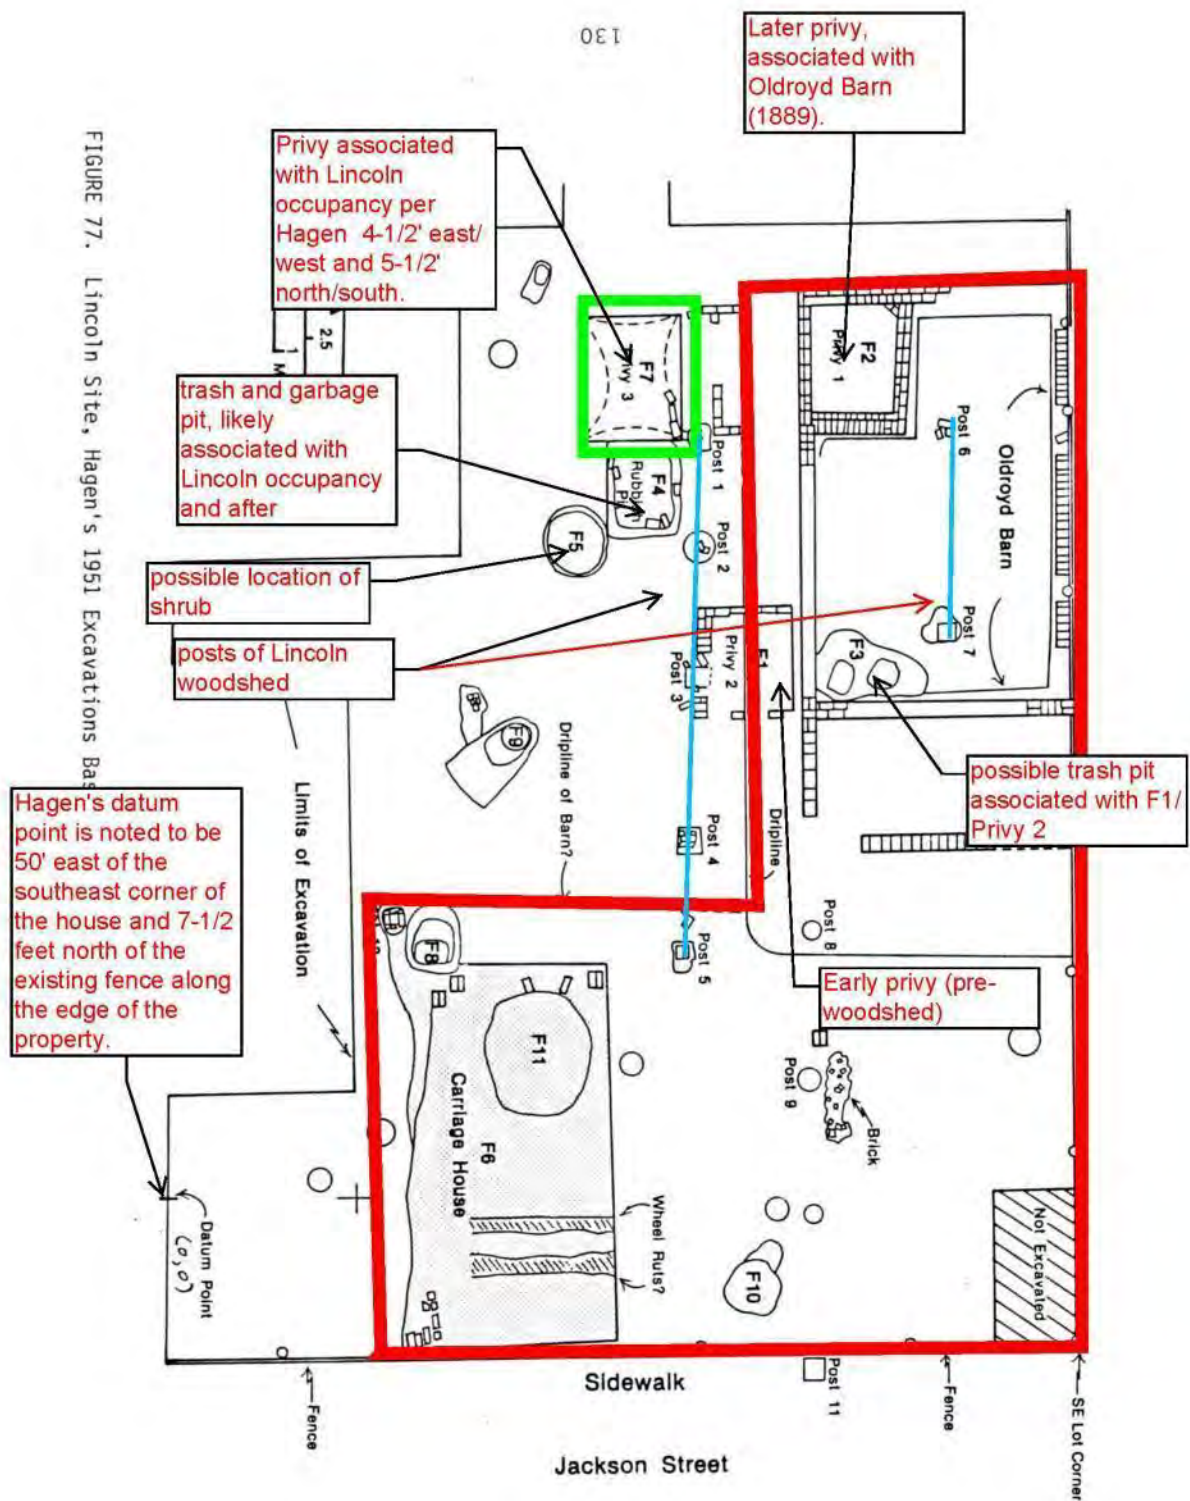 130
Later privy,
associated with
Oldroyd Barn
(1889).
Privy associated
with Lincoln
occupancy per
Hagen 4-1/2' east/
west and 5-1/2'
north/south.
FIGURE 77. Lincoln Site, Hagen's 1951 Excavations
2.5
1 M
trash and garbage
pit, likely
associated with
Lincoln occupancy
and after
possible location of
shrub
posts of Lincoln
woodshed
Hagen's datum
point is noted to be
50' east of the
southeast corner of
the house and 7-1/2
feet north of the
existing fence along
the edge of the
property.
possible trash pit
associated with F1/
Privy 2
Early privy (pre-
woodshed)
F2
Privy 1
Post 6
Oldroyd Barn
Post 7
F3
F7
Privy 3
F4
Rubbish
Post 1
F5
Post 2
F1
Privy 2
Post 3
F9
Dripline of Barn?
Post 4
Dripline
Limits of Excavation
Post 5
Post 8
F8
F11
Carriage House
F6
Post 9
Brick
Wheel Ruts?
F10
Not Excavated
Datum Point
(0,0)
Fence
Sidewalk
Post 11
Fence
SE Lot Corner
Jackson Street